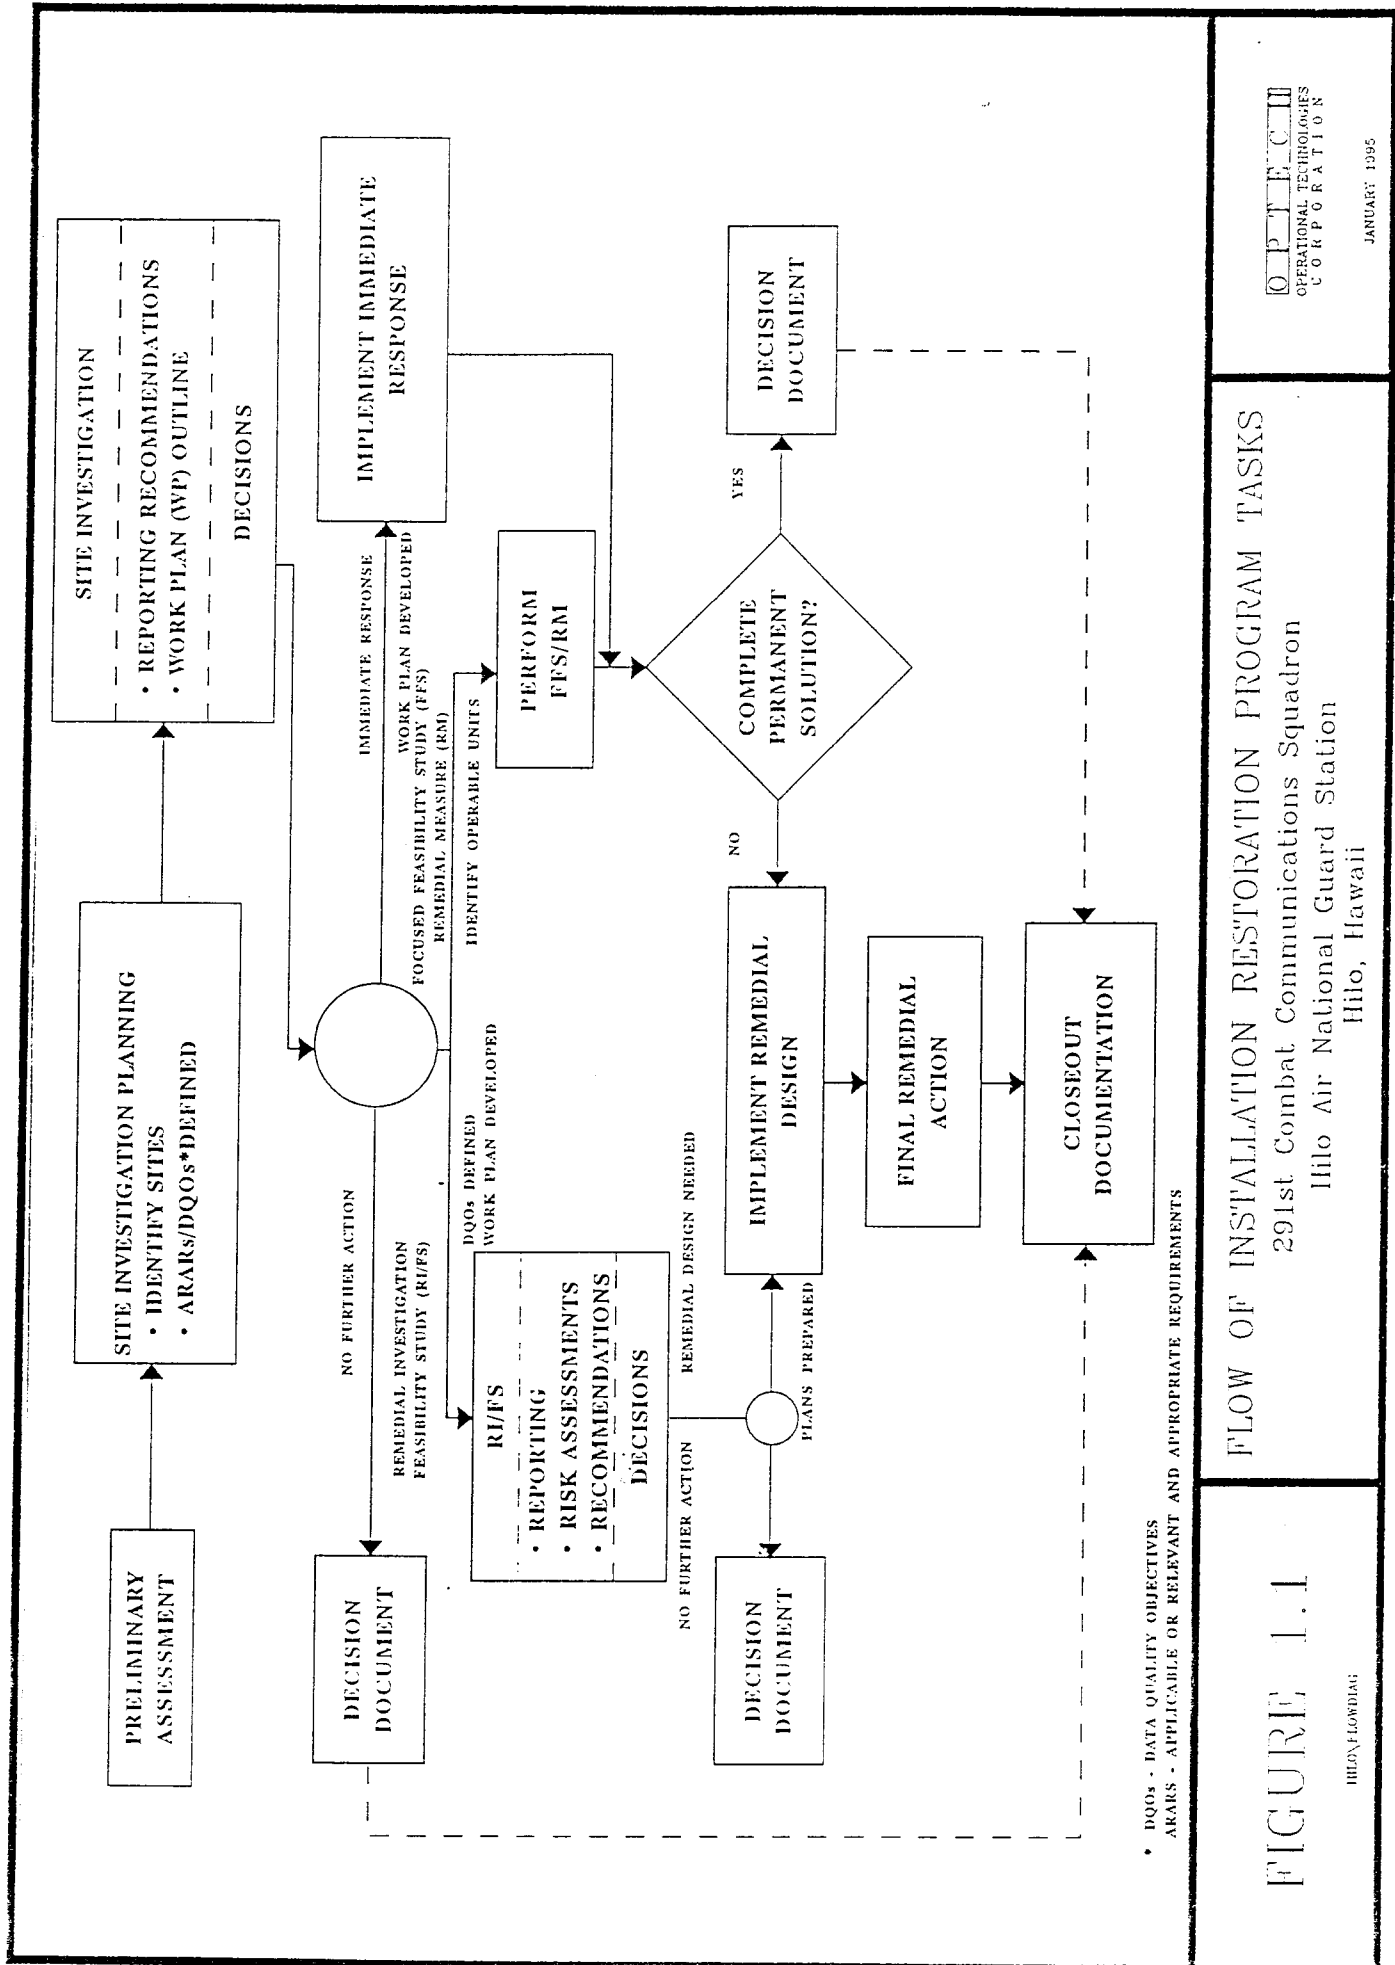 PRELIMINARY
ASSESSMENT
SITE INVESTIGATION PLANNING
• IDENTIFY SITES
• ARARs/DQOs*DEFINED
SITE INVESTIGATION
• REPORTING RECOMMENDATIONS
• WORK PLAN (WP) OUTLINE
DECISIONS
DECISION
DOCUMENT
NO FURTHER ACTION
IMMEDIATE RESPONSE
IMPLEMENT IMMEDIATE
RESPONSE
REMEDIAL INVESTIGATION
FEASIBILITY STUDY (RI/FS)
WORK PLAN DEVELOPED
FOCUSED FEASIBILITY STUDY (FFS)
REMEDIAL MEASURE (RM)
DQOs DEFINED
WORK PLAN DEVELOPED
IDENTIFY OPERABLE UNITS
RI/FS
• REPORTING
• RISK ASSESSMENTS
• RECOMMENDATIONS
DECISIONS
PERFORM
FFS/RM
NO FURTHER ACTION
REMEDIAL DESIGN NEEDED
COMPLETE
PERMANENT
SOLUTION?
NO
YES
DECISION
DOCUMENT
PLANS PREPARED
IMPLEMENT REMEDIAL
DESIGN
DECISION
DOCUMENT
FINAL REMEDIAL
ACTION
CLOSEOUT
DOCUMENTATION
* DQOs - DATA QUALITY OBJECTIVES
ARARS - APPLICABLE OR RELEVANT AND APPROPRIATE REQUIREMENTS
FIGURE 1.1
HILO\FLOWDIAG
FLOW OF INSTALLATION RESTORATION PROGRAM TASKS
291st Combat Communications Squadron
Hilo Air National Guard Station
Hilo, Hawaii
OPTECH
OPERATIONAL TECHNOLOGIES
CORPORATION
JANUARY 1995